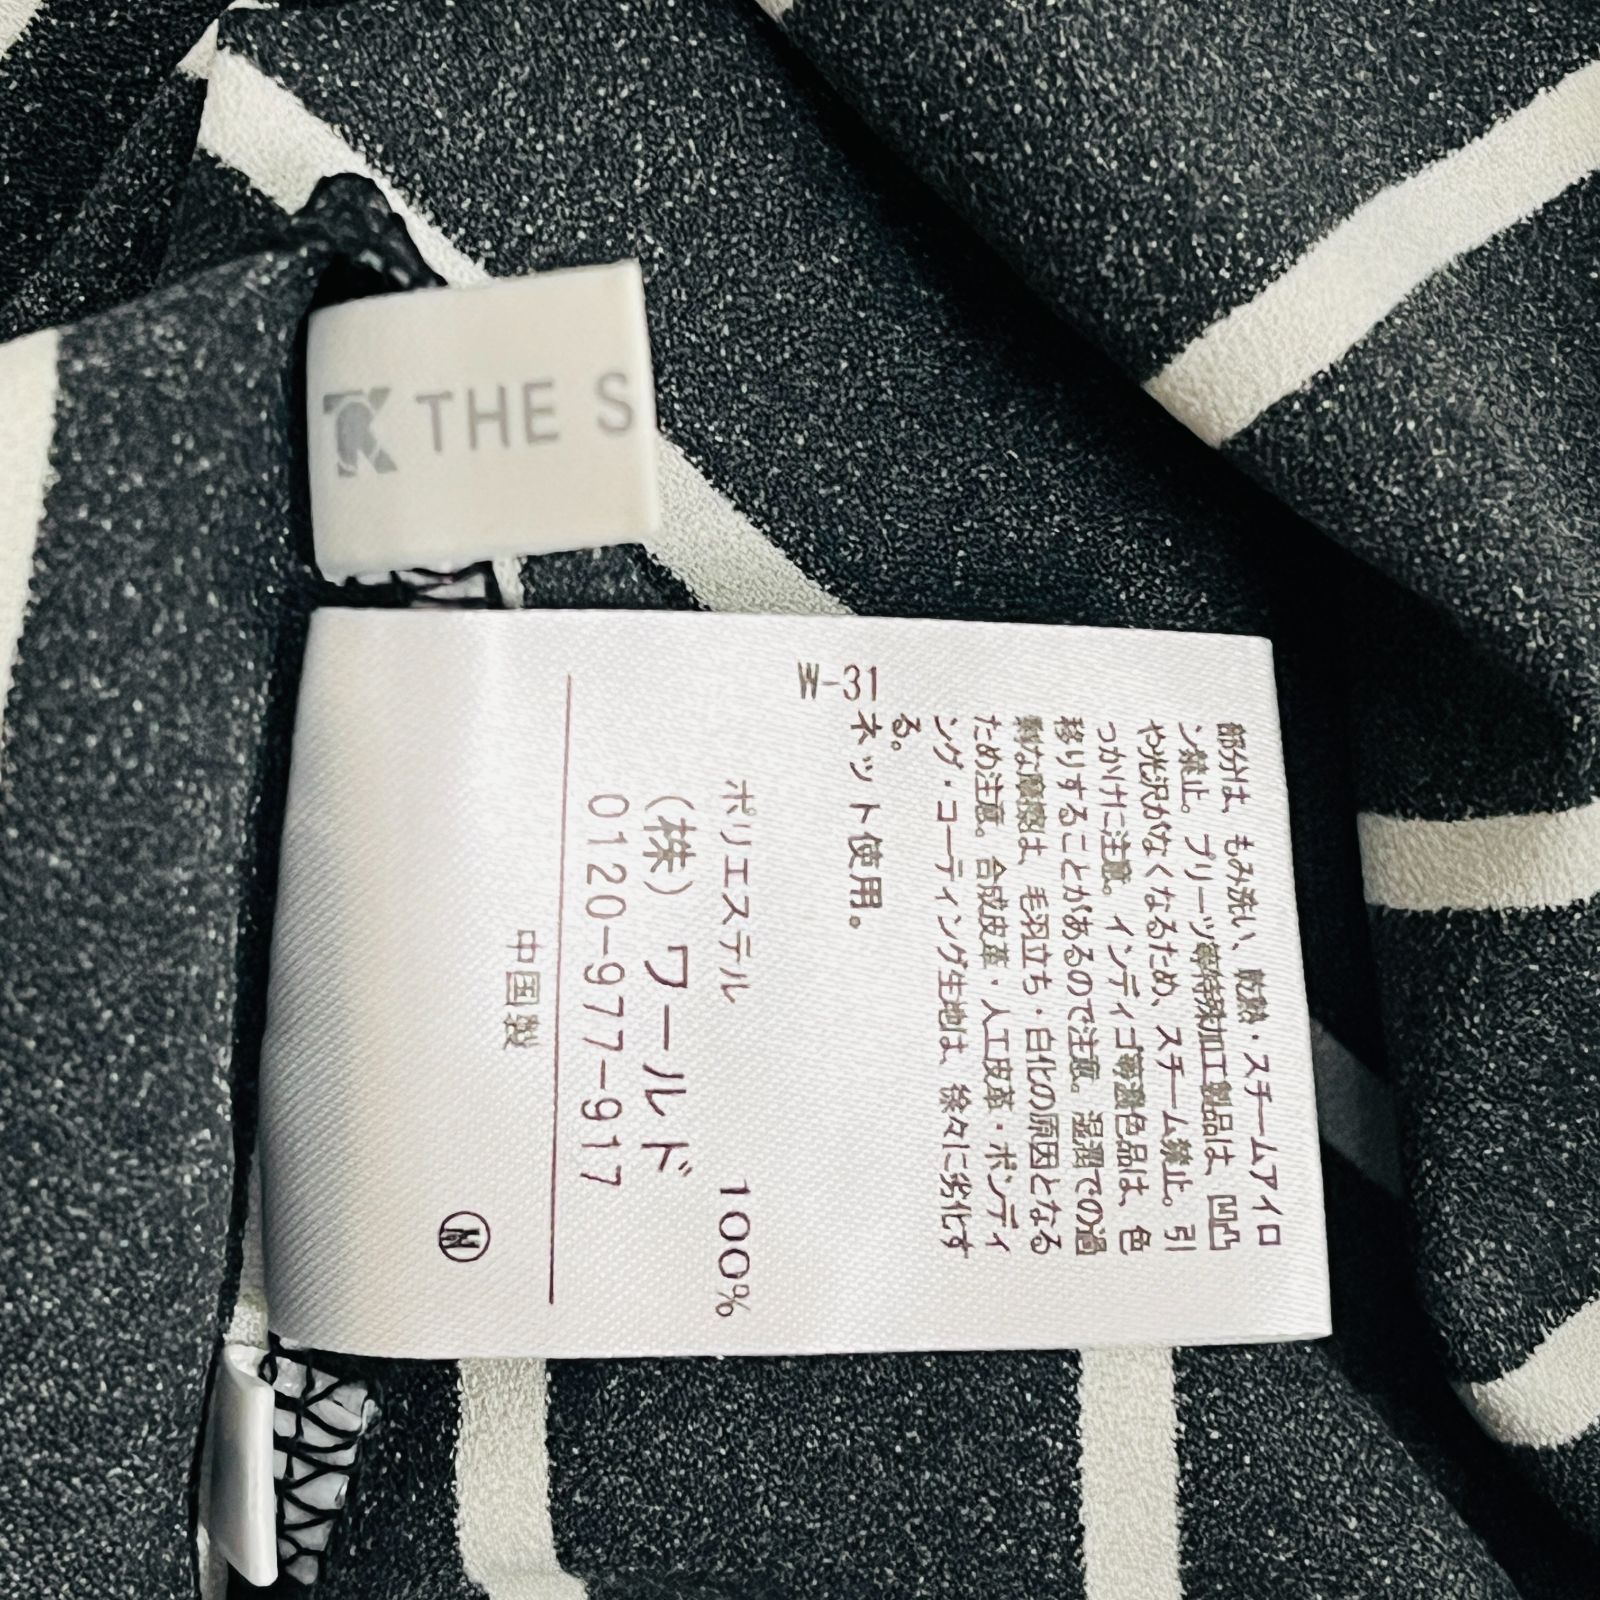 TK THE S
部分は、もみ洗い、乾熱・スチームアイロ
ン禁止。プリーツ等特殊加工製品は、凹凸
や光沢がなくなるため、スチーム禁止。引
っかけに注意。インディゴ等濃色品は、色
移りすることがあるので注意。湿潤での過
剰な摩擦は、毛羽立ち・白化の原因となる
ため注意。合成皮革・人工皮革・ボンディ
ング・コーティング生地は、徐々に劣化す
る。
ネット使用。
W-31
ポリエステル 100%
(株) ワールド
0120-977-917
中国製
W